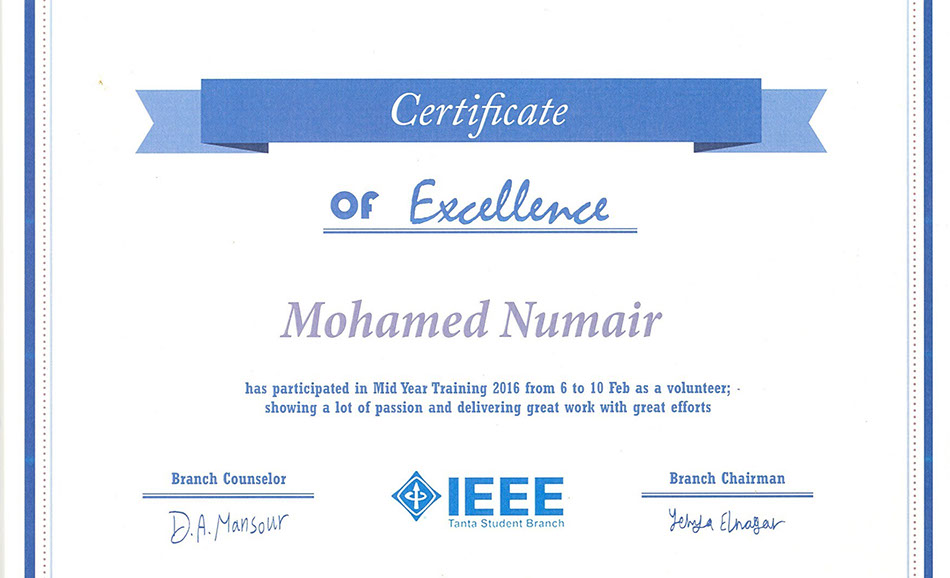 Certificate
OF Excellence
Mohamed Numair
has participated in Mid Year Training 2016 from 6 to 10 Feb as a volunteer;
showing a lot of passion and delivering great work with great efforts
Branch Counselor
D.A. Mansour
IEEE
Tanta Student Branch
Branch Chairman
Yehya Elnagar